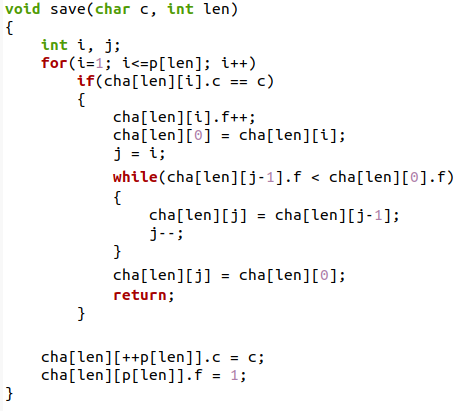 void save(char c, int len)
{
    int i, j;
    for(i=1; i<=p[len]; i++)
        if(cha[len][i].c == c)
        {
            cha[len][i].f++;
            cha[len][0] = cha[len][i];
            j = i;
            while(cha[len][j-1].f < cha[len][0].f)
            {
                cha[len][j] = cha[len][j-1];
                j--;
            }
            cha[len][j] = cha[len][0];
            return;
        }

    cha[len][++p[len]].c = c;
    cha[len][p[len]].f = 1;
}